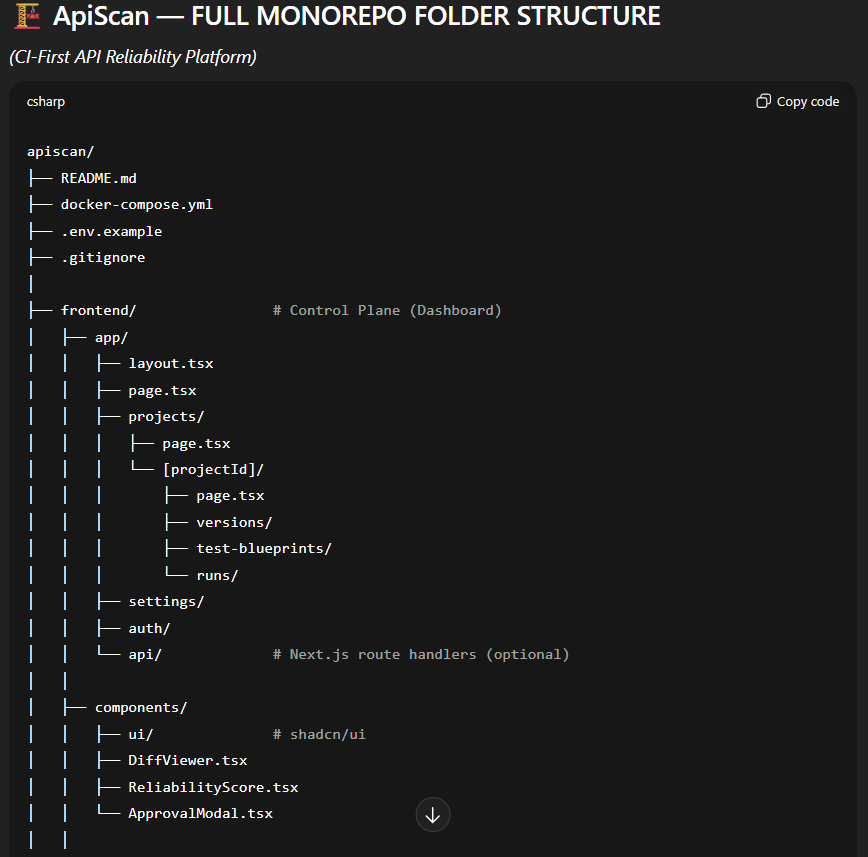 🏗️ ApiScan — FULL MONOREPO FOLDER STRUCTURE
(CI-First API Reliability Platform)
csharp
Copy code
apiscan/
├── README.md
├── docker-compose.yml
├── .env.example
├── .gitignore
│
├── frontend/                # Control Plane (Dashboard)
│   ├── app/
│   │   ├── layout.tsx
│   │   ├── page.tsx
│   │   ├── projects/
│   │   │   ├── page.tsx
│   │   │   └── [projectId]/
│   │   │       ├── page.tsx
│   │   │       ├── versions/
│   │   │       ├── test-blueprints/
│   │   │       └── runs/
│   │   ├── settings/
│   │   ├── auth/
│   │   └── api/             # Next.js route handlers (optional)
│   │
│   ├── components/
│   │   ├── ui/              # shadcn/ui
│   │   ├── DiffViewer.tsx
│   │   ├── ReliabilityScore.tsx
│   │   └── ApprovalModal.tsx
│   │